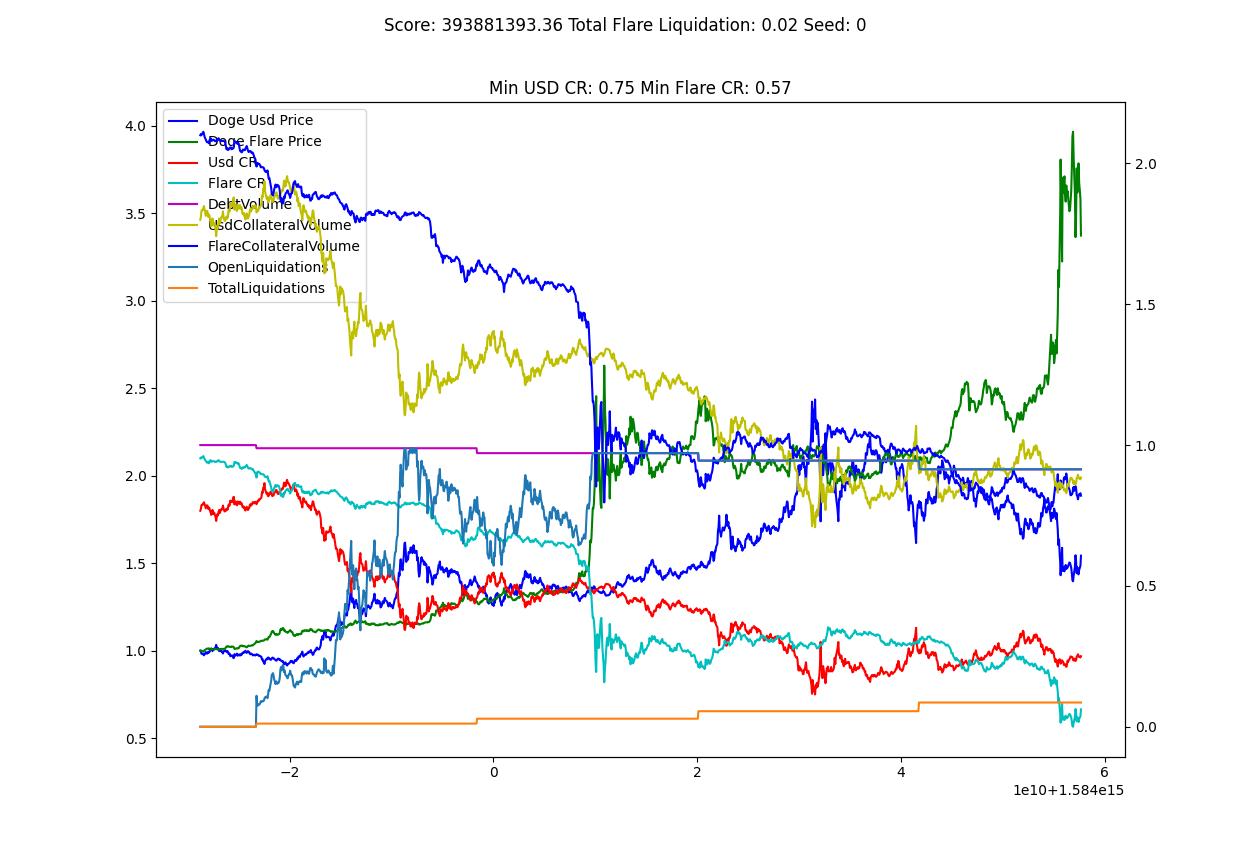 Score: 393881393.36 Total Flare Liquidation: 0.02 Seed: 0
Min USD CR: 0.75 Min Flare CR: 0.57
Doge Usd Price
Doge Flare Price
Usd CR
Flare CR
DebtVolume
UsdCollateralVolume
FlareCollateralVolume
OpenLiquidations
TotalLiquidations
4.0
3.5
3.0
2.5
2.0
1.5
1.0
0.5
2.0
1.5
1.0
0.5
0.0
−2 0 2 4 6
1e10+1.584e15